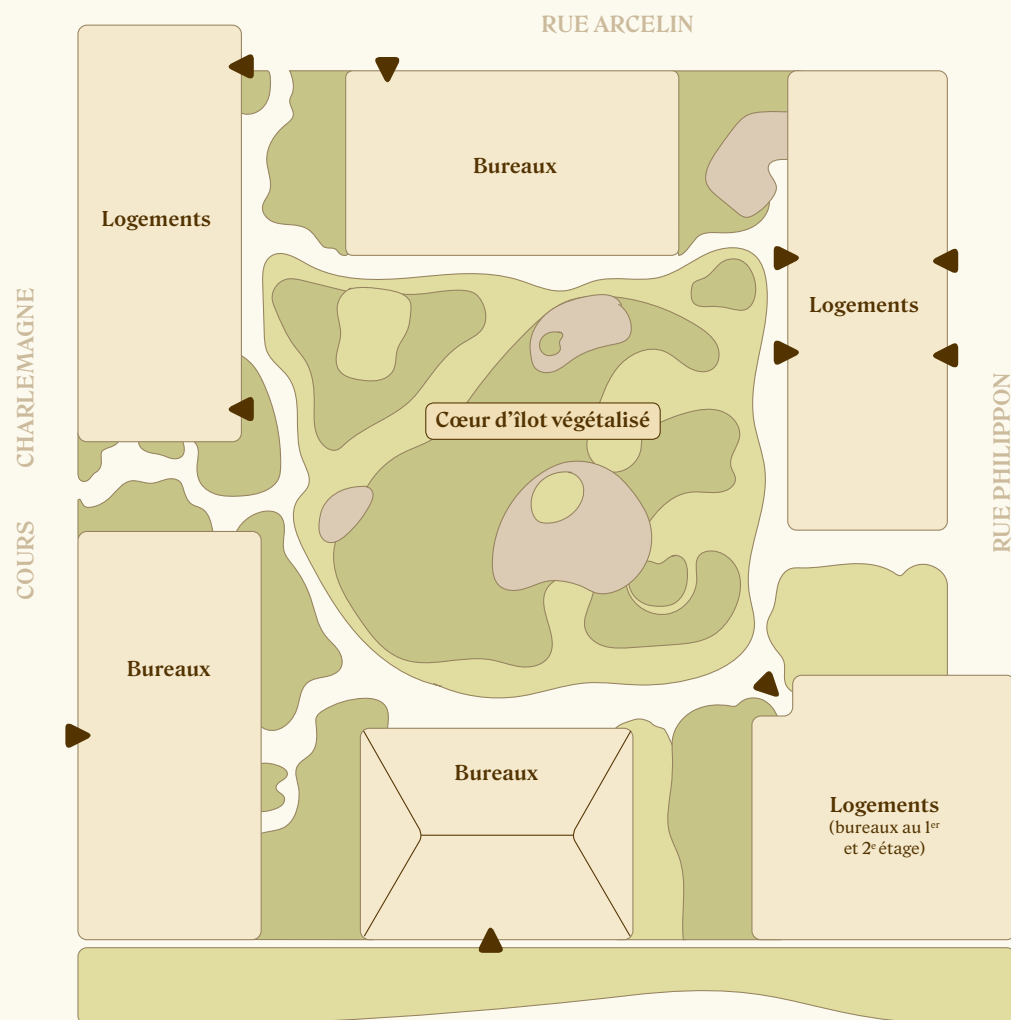 RUE ARCELIN
Bureaux
Logements
Logements
COURS CHARLEMAGNE
RUE PHILIPPON
Cœur d’îlot végétalisé
Bureaux
Bureaux
Logements
(bureaux au 1er
et 2e étage)